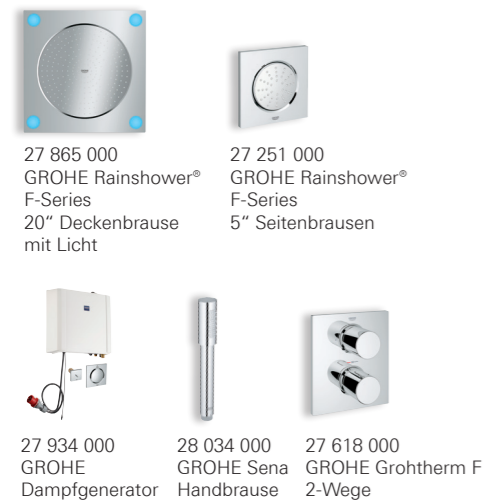 27 865 000
GROHE Rainshower®
F-Series
20“ Deckenbrause
mit Licht
27 251 000
GROHE Rainshower®
F-Series
5“ Seitenbrausen
27 934 000
GROHE
Dampfgenerator
28 034 000
GROHE Sena
Handbrause
27 618 000
GROHE Grohtherm F
2-Wege